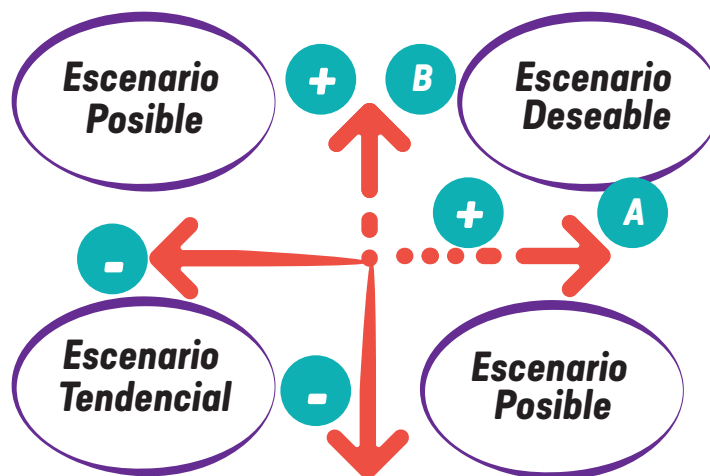 Escenario
Posible
+
B
Escenario
Deseable
+
A
-
Escenario
Tendencial
-
Escenario
Posible